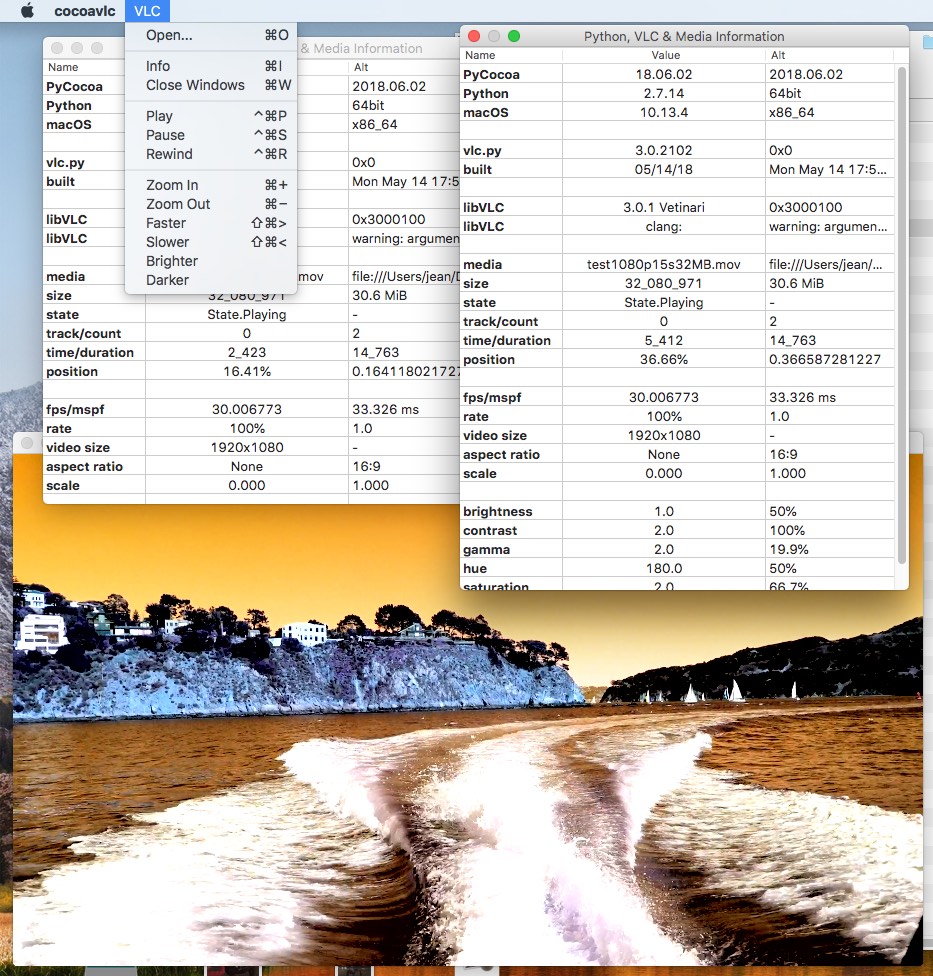 cocoavlc VLC
Open... ⌘O
Info ⌘I
Close Windows ⌘W
Play ^⌘P
Pause ^⌘S
Rewind ^⌘R
Zoom In ⌘+
Zoom Out ⌘−
Faster ⇧⌘>
Slower ⇧⌘<
Brighter
Darker
& Media Information
Name Alt
PyCocoa 2018.06.02
Python 64bit
macOS x86_64
vlc.py 0x0
built Mon May 14 17:5
libVLC 0x3000100
libVLC warning: argumen
media .mov file:///Users/jean/
size 32_080_971 30.6 MiB
state State.Playing -
track/count 0 2
time/duration 2_423 14_763
position 16.41% 0.164118021727
fps/mspf 30.006773 33.326 ms
rate 100% 1.0
video size 1920x1080 -
aspect ratio None 16:9
scale 0.000 1.000
Python, VLC & Media Information
Name Value Alt
PyCocoa 18.06.02 2018.06.02
Python 2.7.14 64bit
macOS 10.13.4 x86_64
vlc.py 3.0.2102 0x0
built 05/14/18 Mon May 14 17:5...
libVLC 3.0.1 Vetinari 0x3000100
libVLC clang: warning: argumen...
media test1080p15s32MB.mov file:///Users/jean/...
size 32_080_971 30.6 MiB
state State.Playing -
track/count 0 2
time/duration 5_412 14_763
position 36.66% 0.366587281227
fps/mspf 30.006773 33.326 ms
rate 100% 1.0
video size 1920x1080 -
aspect ratio None 16:9
scale 0.000 1.000
brightness 1.0 50%
contrast 2.0 100%
gamma 2.0 19.9%
hue 180.0 50%
saturation 2.0 66.7%